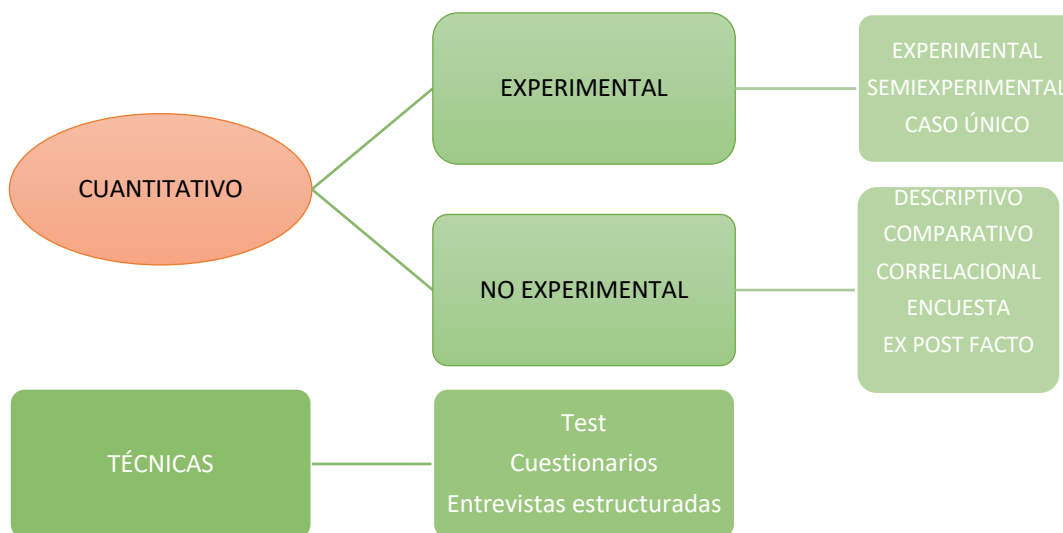 CUANTITATIVO
EXPERIMENTAL
EXPERIMENTAL
SEMIEXPERIMENTAL
CASO ÚNICO
NO EXPERIMENTAL
DESCRIPTIVO
COMPARATIVO
CORRELACIONAL
ENCUESTA
EX POST FACTO
TÉCNICAS
Test
Cuestionarios
Entrevistas estructuradas